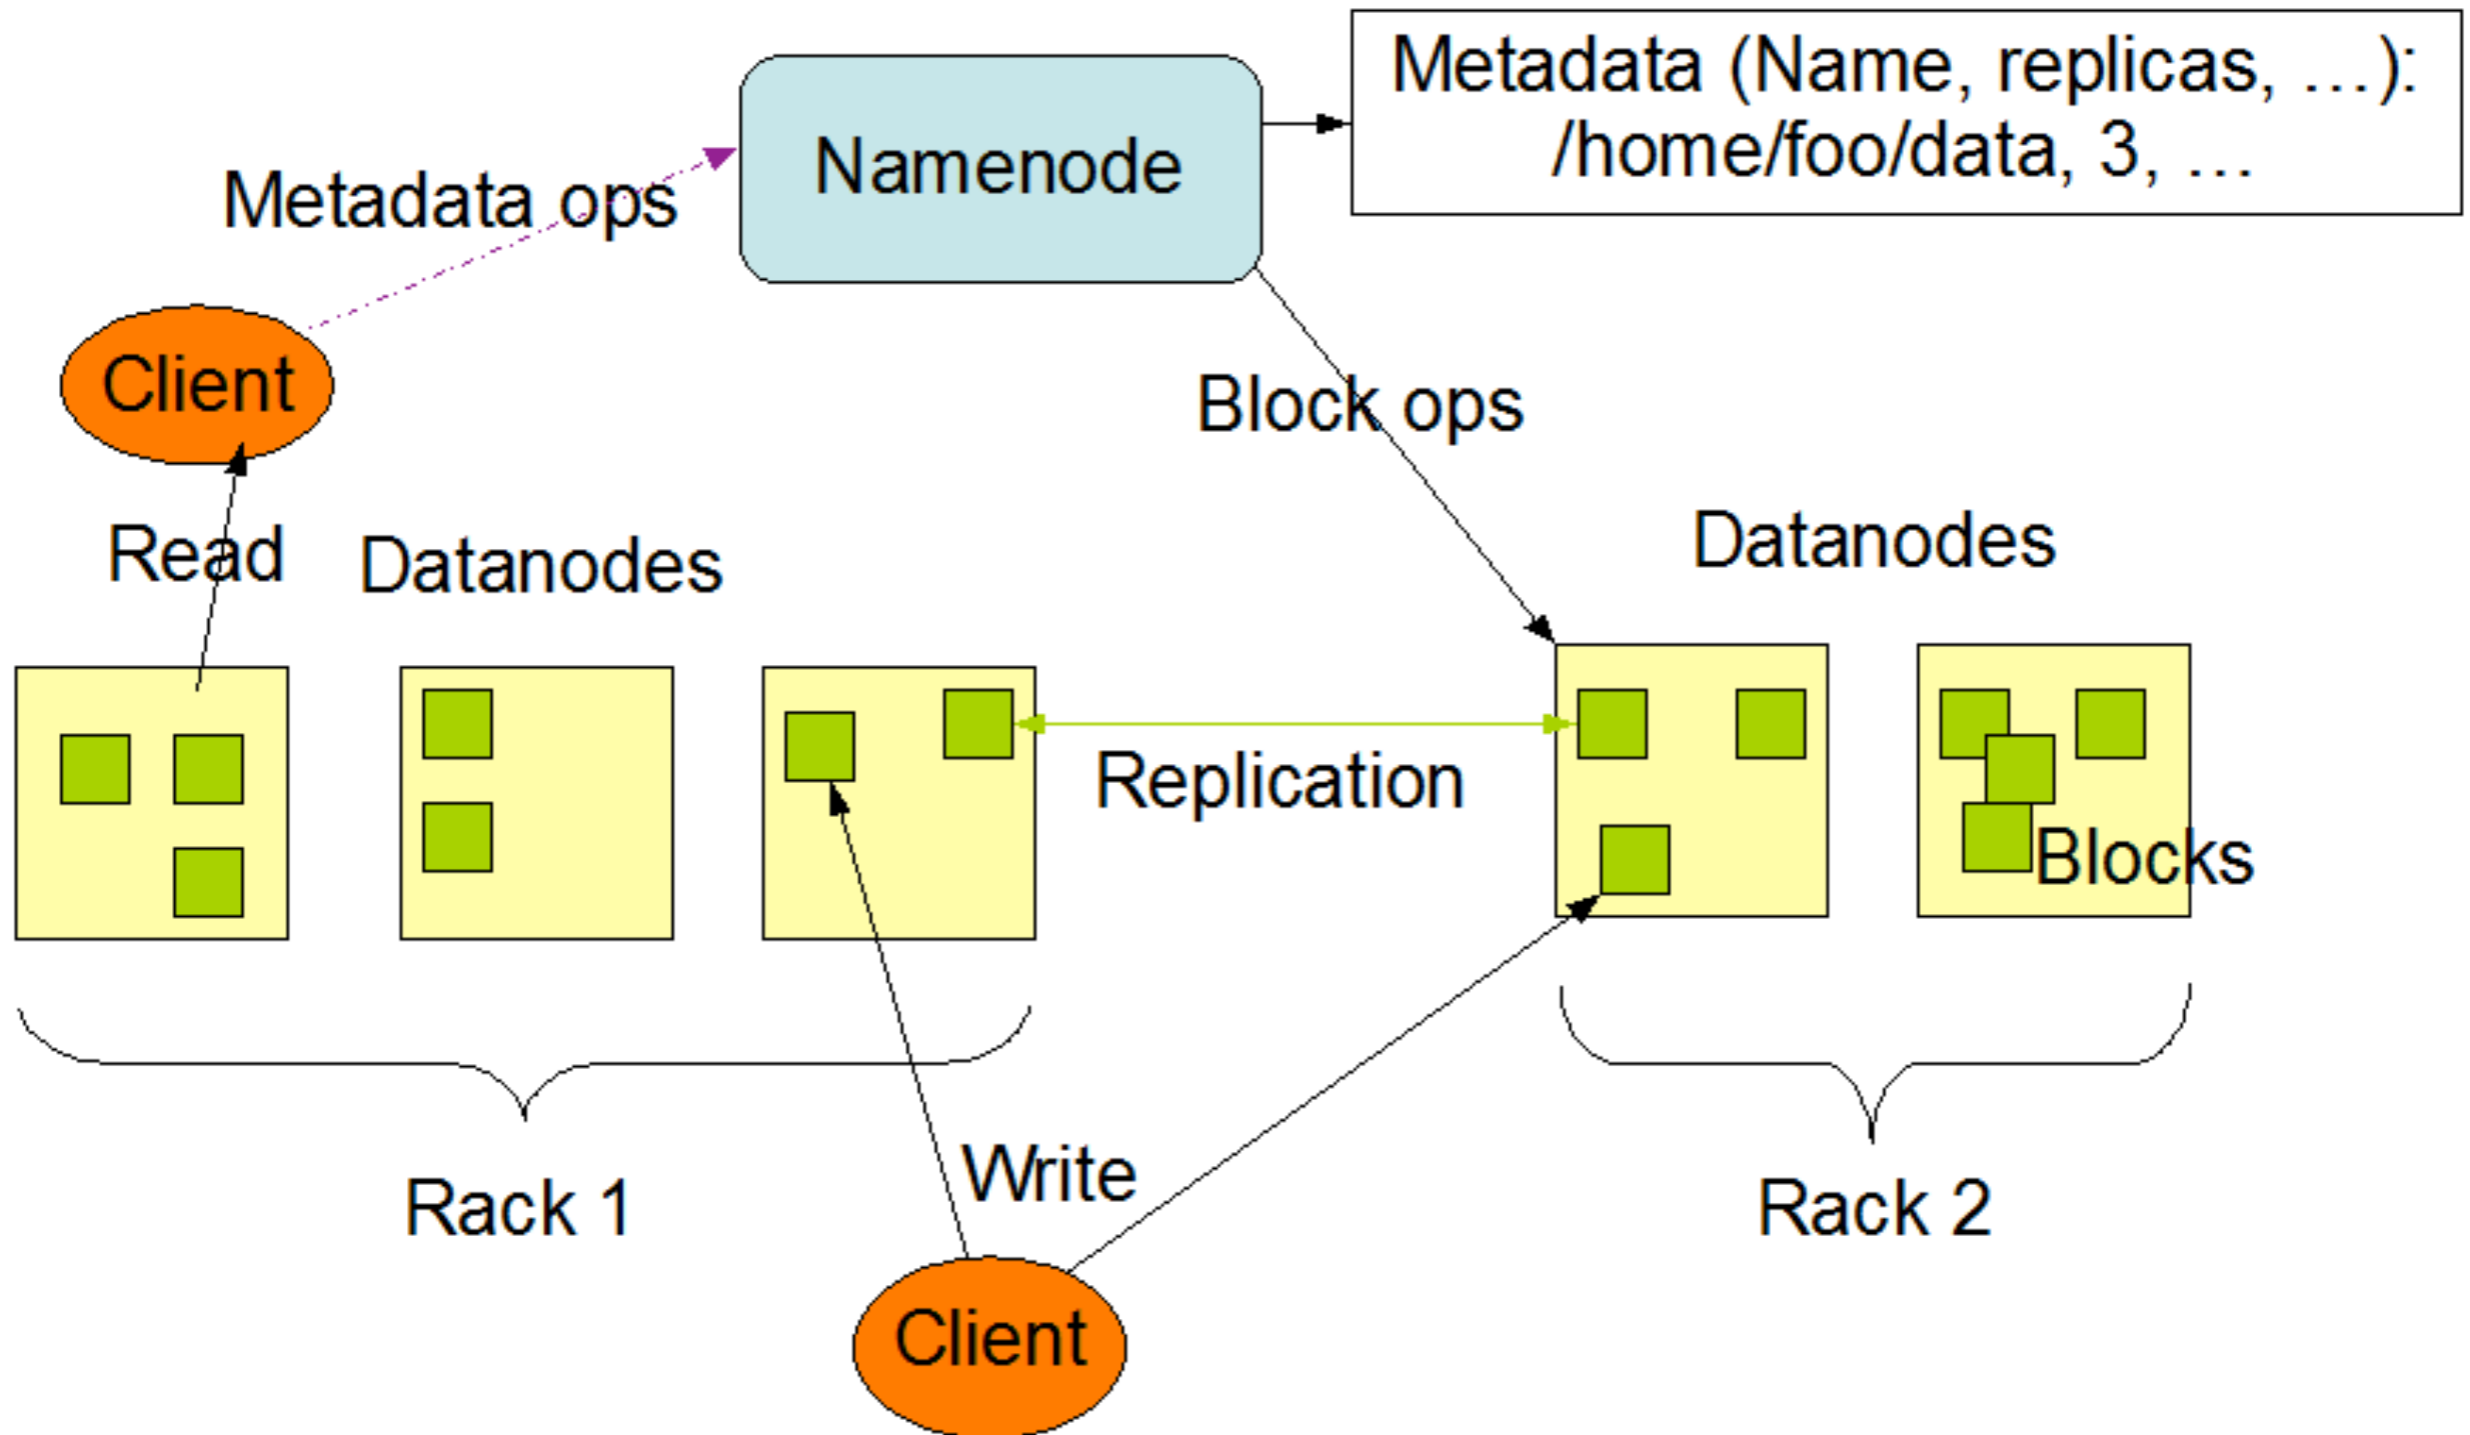 Metadata (Name, replicas, …):
/home/foo/data, 3, …
Namenode
Metadata ops
Client
Block ops
Read
Datanodes
Datanodes
Replication
Blocks
Write
Rack 1
Rack 2
Client